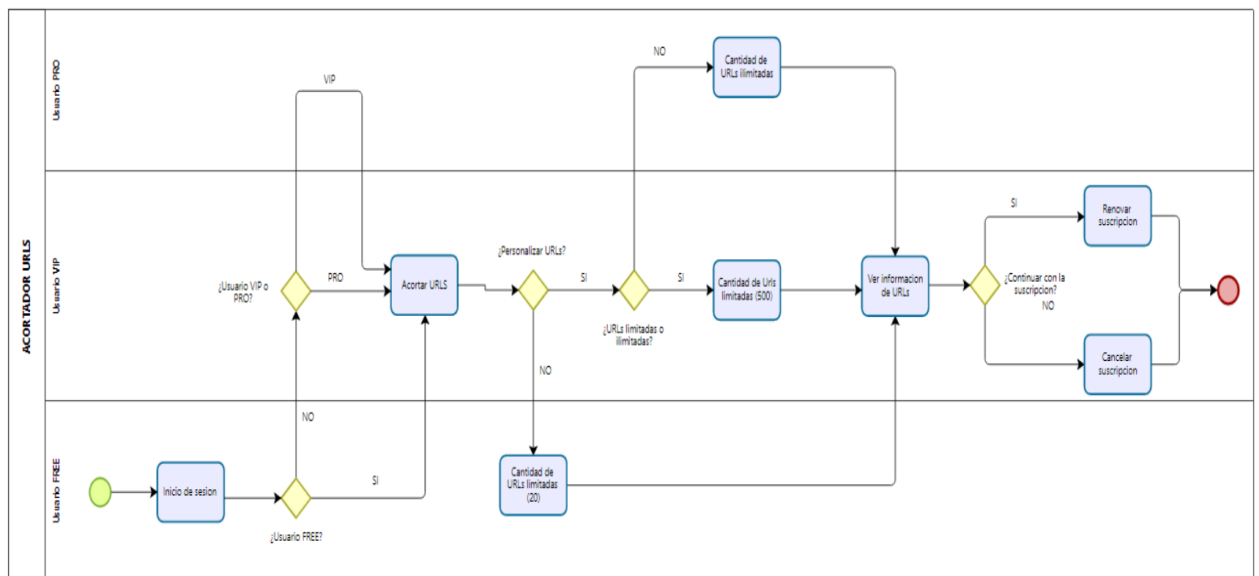 ACORTADOR URLS
Usuario PRO
VIP
NO
Cantidad de
URLs ilimitadas
Usuario VIP
¿Usuario VIP o
PRO?
PRO
Acortar URLS
¿Personalizar URLs?
SI
¿URLs limitadas o
ilimitadas?
SI
Cantidad de Urls
limitadas (500)
Ver informacion
de URLs
¿Continuar con la
suscripcion?
SI
NO
Renovar
suscripcion
Cancelar
suscripcion
NO
Usuario FREE
Inicio de sesion
NO
¿Usuario FREE?
SI
Cantidad de
URLs limitadas
(20)